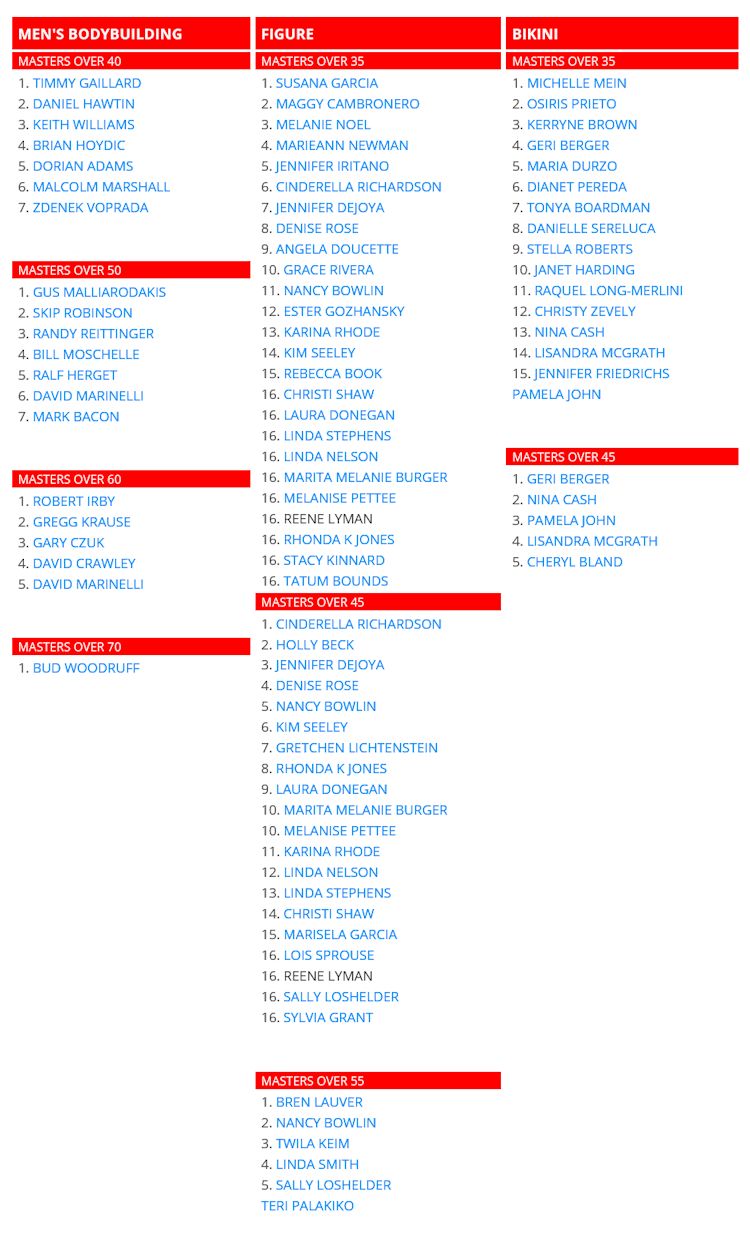 MEN'S BODYBUILDING
MASTERS OVER 40
1. TIMMY GAILLARD
2. DANIEL HAWTIN
3. KEITH WILLIAMS
4. BRIAN HOYDIC
5. DORIAN ADAMS
6. MALCOLM MARSHALL
7. ZDENEK VOPRADA
MASTERS OVER 50
1. GUS MALLIARODAKIS
2. SKIP ROBINSON
3. RANDY REITTINGER
4. BILL MOSCHELLE
5. RALF HERGET
6. DAVID MARINELLI
7. MARK BACON
MASTERS OVER 60
1. ROBERT IRBY
2. GREGG KRAUSE
3. GARY CZUK
4. DAVID CRAWLEY
5. DAVID MARINELLI
MASTERS OVER 70
1. BUD WOODRUFF
FIGURE
MASTERS OVER 35
1. SUSANA GARCIA
2. MAGGY CAMBRONERO
3. MELANIE NOEL
4. MARIEANN NEWMAN
5. JENNIFER IRITANO
6. CINDERELLA RICHARDSON
7. JENNIFER DEJOYA
8. DENISE ROSE
9. ANGELA DOUCETTE
10. GRACE RIVERA
11. NANCY BOWLIN
12. ESTER GOZHANSKY
13. KARINA RHODE
14. KIM SEELEY
15. REBECCA BOOK
16. CHRISTI SHAW
16. LAURA DONEGAN
16. LINDA STEPHENS
16. LINDA NELSON
16. MARITA MELANIE BURGER
16. MELANISE PETTEE
16. REENE LYMAN
16. RHONDA K JONES
16. STACY KINNARD
16. TATUM BOUNDS
MASTERS OVER 45
1. CINDERELLA RICHARDSON
2. HOLLY BECK
3. JENNIFER DEJOYA
4. DENISE ROSE
5. NANCY BOWLIN
6. KIM SEELEY
7. GRETCHEN LICHTENSTEIN
8. RHONDA K JONES
9. LAURA DONEGAN
10. MARITA MELANIE BURGER
10. MELANISE PETTEE
11. KARINA RHODE
12. LINDA NELSON
13. LINDA STEPHENS
14. CHRISTI SHAW
15. MARISELA GARCIA
16. LOIS SPROUSE
16. REENE LYMAN
16. SALLY LOSHELDER
16. SYLVIA GRANT
MASTERS OVER 55
1. BREN LAUVER
2. NANCY BOWLIN
3. TWILA KEIM
4. LINDA SMITH
5. SALLY LOSHELDER
TERI PALAKIKO
BIKINI
MASTERS OVER 35
1. MICHELLE MEIN
2. OSIRIS PRIETO
3. KERRYNE BROWN
4. GERI BERGER
5. MARIA DURZO
6. DIANET PEREDA
7. TONYA BOARDMAN
8. DANIELLE SERELUCA
9. STELLA ROBERTS
10. JANET HARDING
11. RAQUEL LONG-MERLINI
12. CHRISTY ZEVELY
13. NINA CASH
14. LISANDRA MCGRATH
15. JENNIFER FRIEDRICHS
PAMELA JOHN
MASTERS OVER 45
1. GERI BERGER
2. NINA CASH
3. PAMELA JOHN
4. LISANDRA MCGRATH
5. CHERYL BLAND